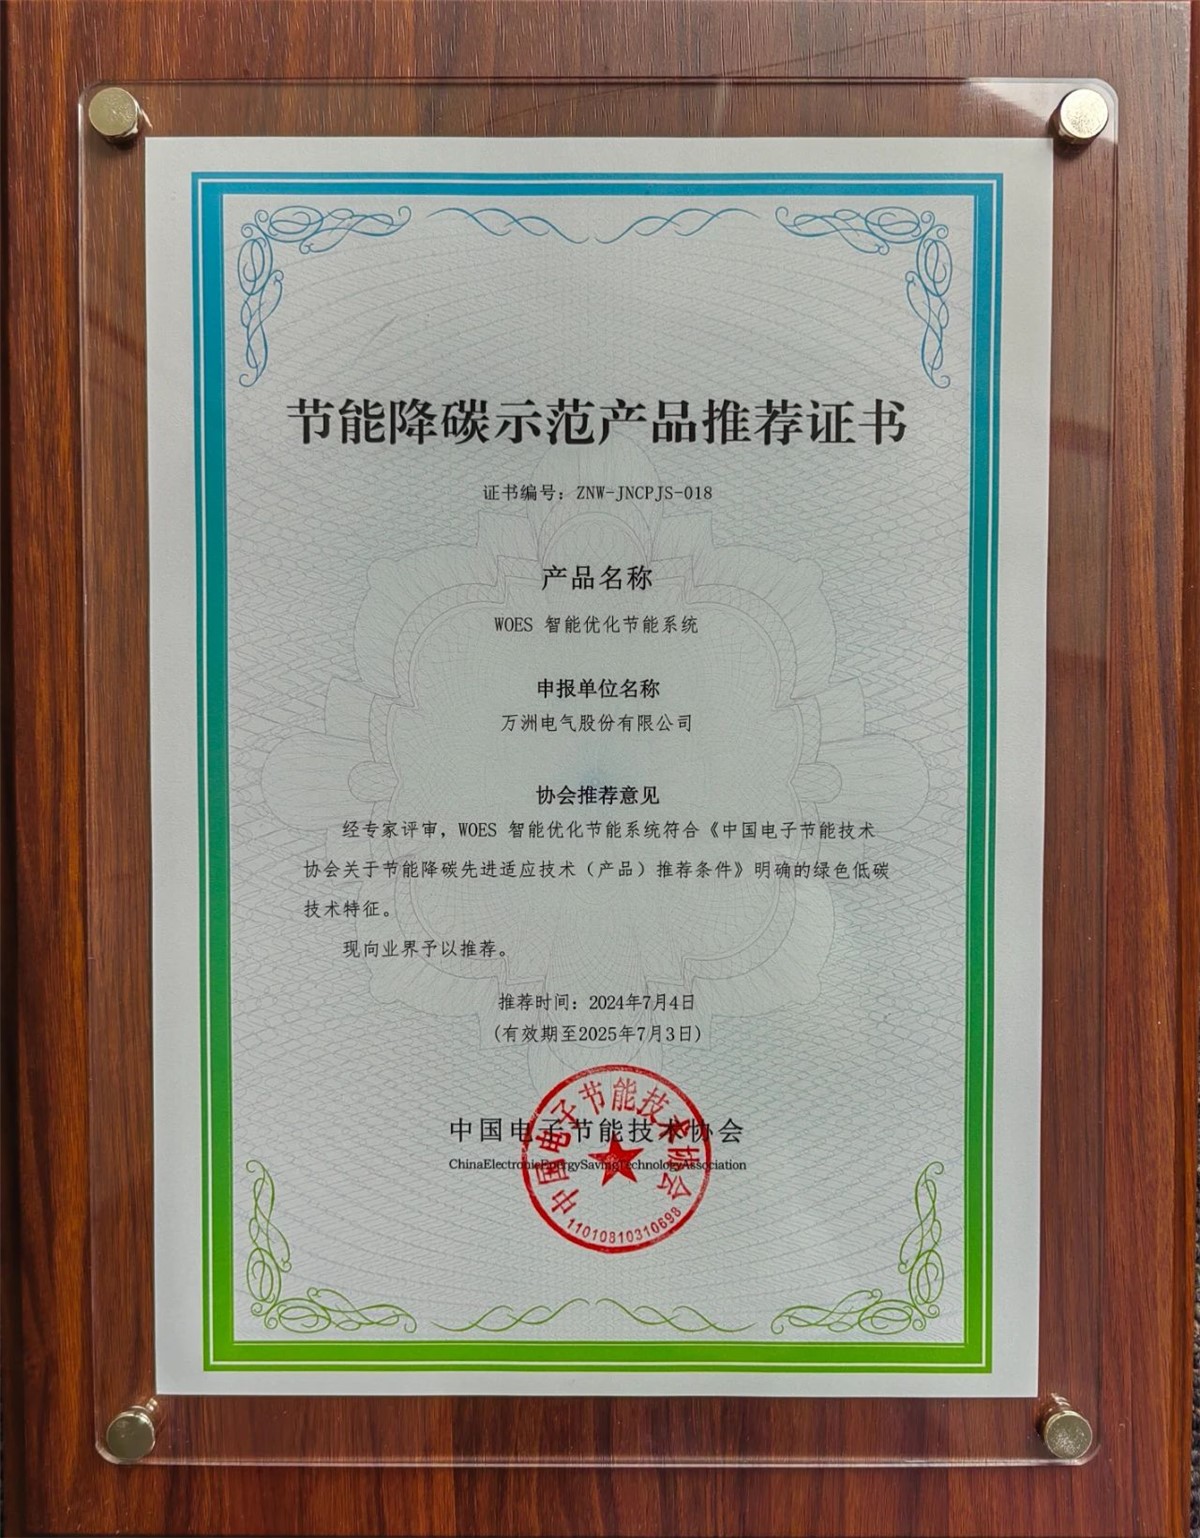 节能降碳示范产品推荐证书
证书编号：ZNW-JNCPJS-018
产品名称
WOES 智能优化节能系统
申报单位名称
万洲电气股份有限公司
协会推荐意见
经专家评审，WOES 智能优化节能系统符合《中国电子节能技术
协会关于节能降碳先进适应技术（产品）推荐条件》明确的绿色低碳
技术特征。
现向业界予以推荐。
推荐时间：2024年7月4日
(有效期至2025年7月3日)
中国电子节能技术协会
ChinaElectronicEnergySavingTechnologyAssociation
中国电子节能技术协会
11010810310698